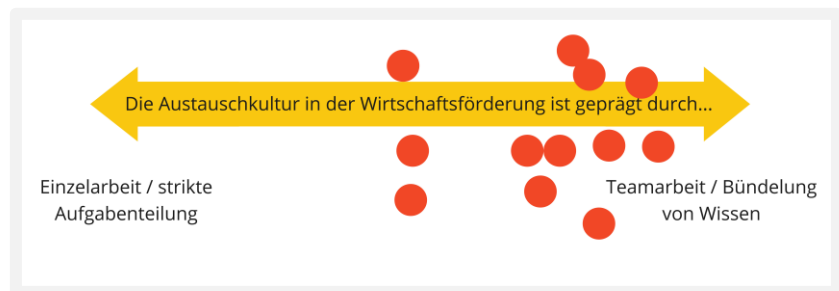 Die Austauschkultur in der Wirtschaftsförderung ist geprägt durch...
Einzelarbeit / strikte
Aufgabenteilung
Teamarbeit / Bündelung
von Wissen